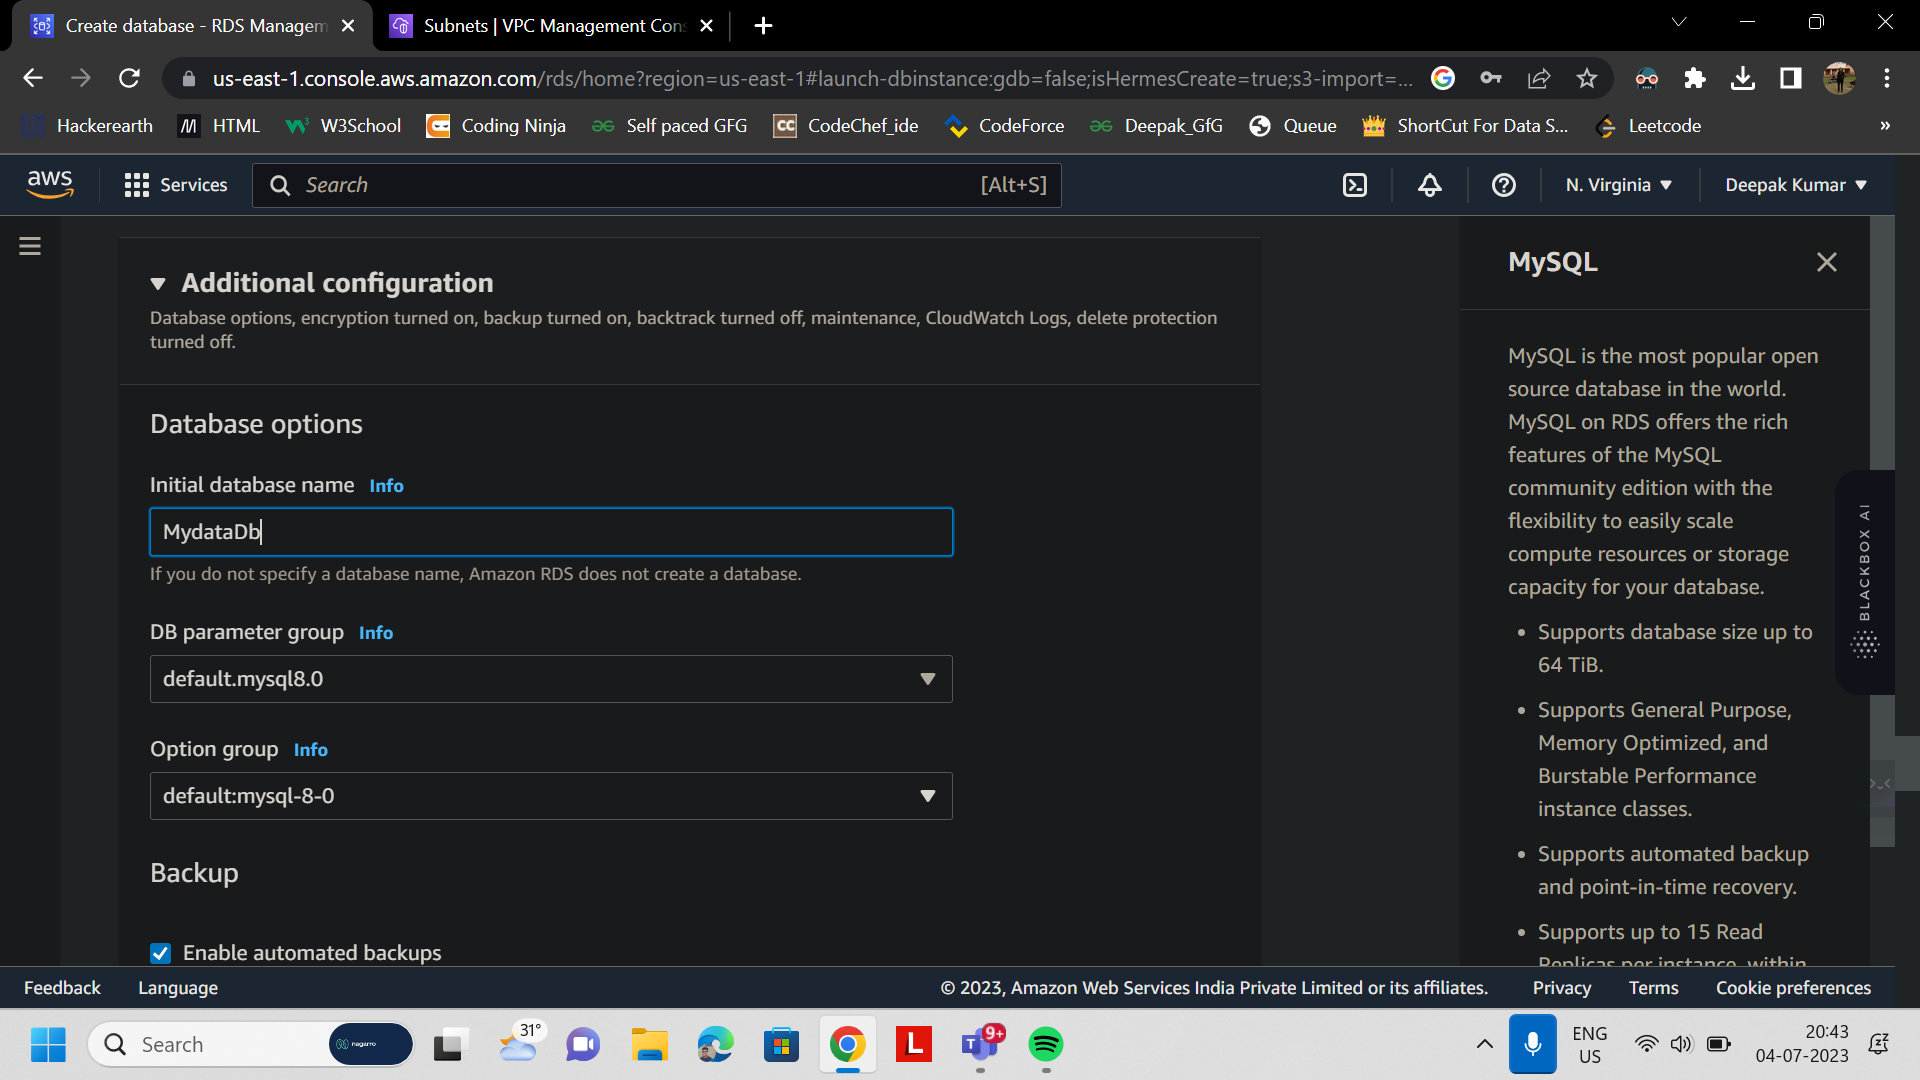 Create database - RDS Managem
Subnets | VPC Management Con
us-east-1.console.aws.amazon.com/rds/home?region=us-east-1#launch-dbinstance:gdb=false;isHermesCreate=true;s3-import=...
Hackerearth
HTML
W3School
Coding Ninja
Self paced GFG
CC CodeChef_ide
CodeForce
Deepak_GfG
Queue
ShortCut For Data S...
Leetcode
»
aws
Services
Search
[Alt+S]
N. Virginia
Deepak Kumar
Additional configuration
Database options, encryption turned on, backup turned on, backtrack turned off, maintenance, CloudWatch Logs, delete protection
turned off.
Database options
Initial database name Info
MydataDb
If you do not specify a database name, Amazon RDS does not create a database.
DB parameter group Info
default.mysql8.0
Option group Info
default:mysql-8-0
Backup
Enable automated backups
MySQL
MySQL is the most popular open
source database in the world.
MySQL on RDS offers the rich
features of the MySQL
community edition with the
flexibility to easily scale
compute resources or storage
capacity for your database.
• Supports database size up to
64 TiB.
• Supports General Purpose,
Memory Optimized, and
Burstable Performance
instance classes.
• Supports automated backup
and point-in-time recovery.
• Supports up to 15 Read
Replicas per instance, within
BLACKBOX AI
Feedback
Language
© 2023, Amazon Web Services India Private Limited or its affiliates.
Privacy
Terms
Cookie preferences
Search
nagarro
31°
L
T
9+
ENG
US
20:43
04-07-2023